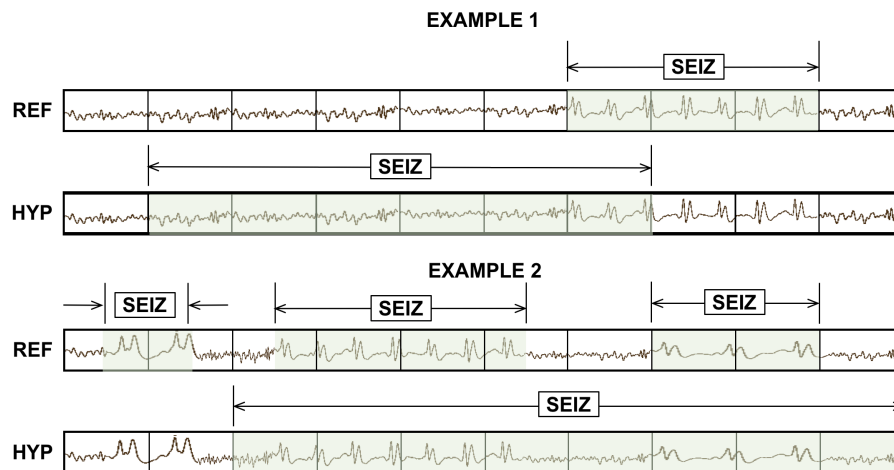 EXAMPLE 1
SEIZ
REF
SEIZ
HYP
EXAMPLE 2
SEIZ SEIZ SEIZ
REF
SEIZ
HYP